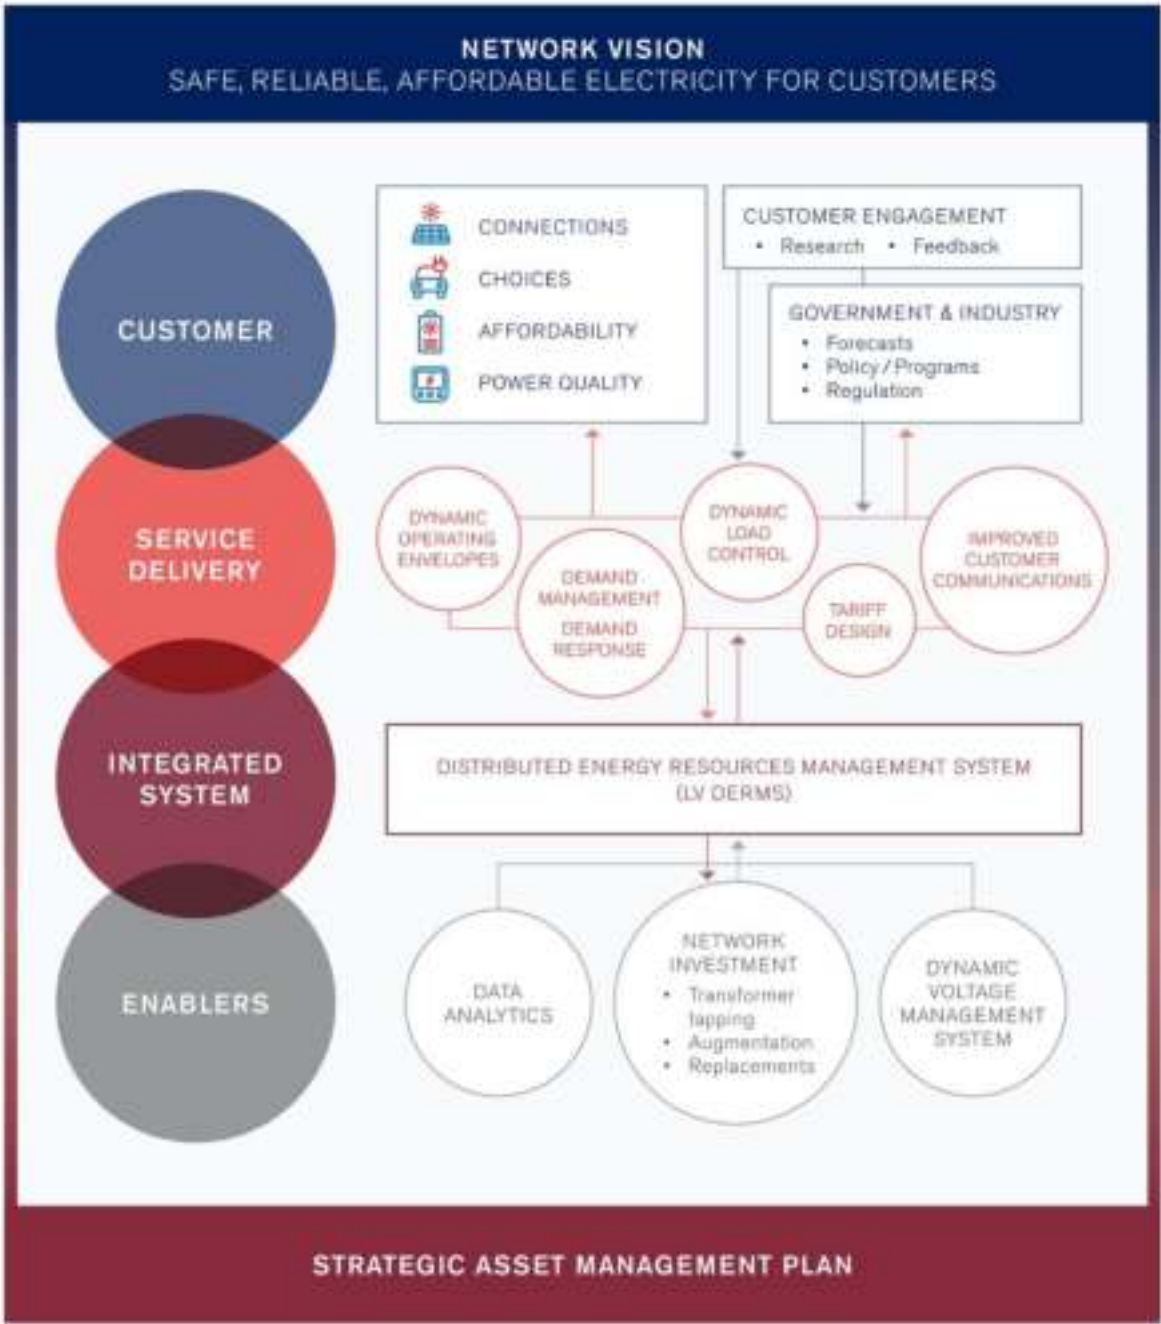 NETWORK VISION
SAFE, RELIABLE, AFFORDABLE ELECTRICITY FOR CUSTOMERS
CUSTOMER
CONNECTIONS
CHOICES
AFFORDABILITY
POWER QUALITY
CUSTOMER ENGAGEMENT
• Research • Feedback
GOVERNMENT & INDUSTRY
• Forecasts
• Policy / Programs
• Regulation
SERVICE
DELIVERY
DYNAMIC
OPERATING
ENVELOPES
DEMAND
MANAGEMENT
DEMAND
RESPONSE
DYNAMIC
LOAD
CONTROL
TARIFF
DESIGN
IMPROVED
CUSTOMER
COMMUNICATIONS
INTEGRATED
SYSTEM
DISTRIBUTED ENERGY RESOURCES MANAGEMENT SYSTEM
(LV DERMS)
ENABLERS
DATA
ANALYTICS
NETWORK
INVESTMENT
• Transformer
tapping
• Augmentation
• Replacements
DYNAMIC
VOLTAGE
MANAGEMENT
SYSTEM
STRATEGIC ASSET MANAGEMENT PLAN